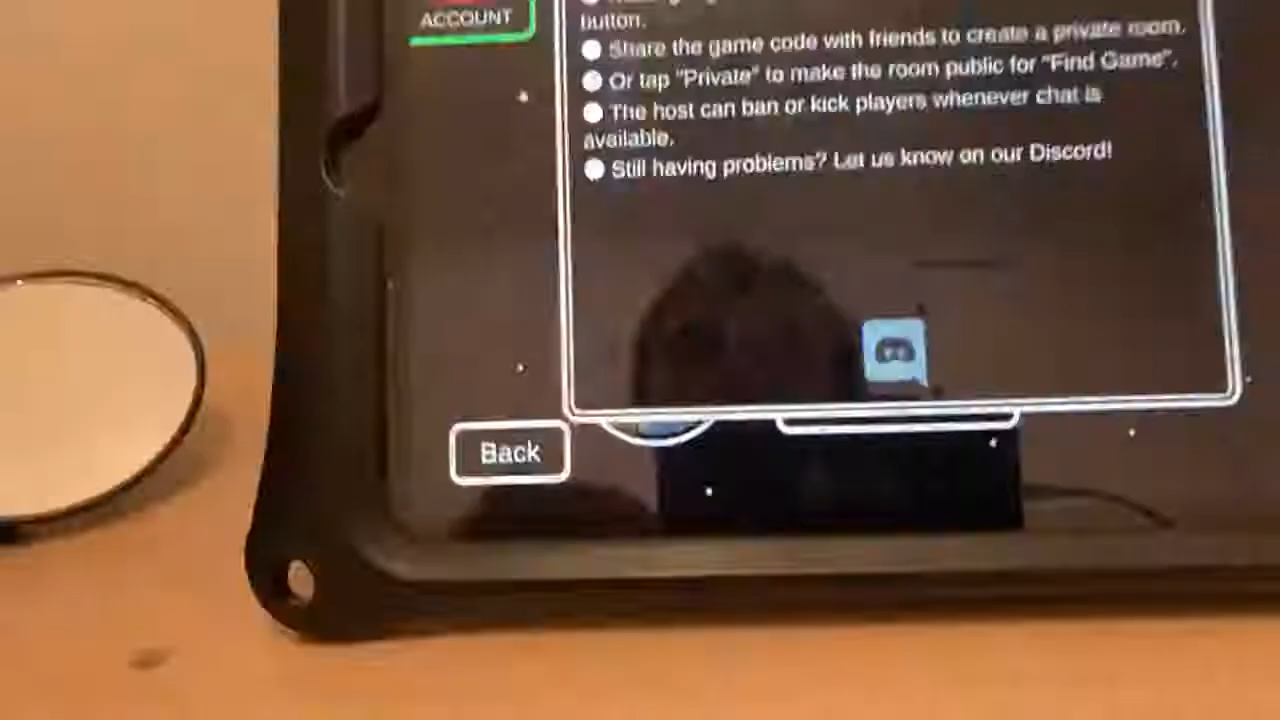 ACCOUNT
button.
Share the game code with friends to create a private room.
Or tap "Private" to make the room public for "Find Game".
The host can ban or kick players whenever chat is
available.
Still having problems? Let us know on our Discord!
Back